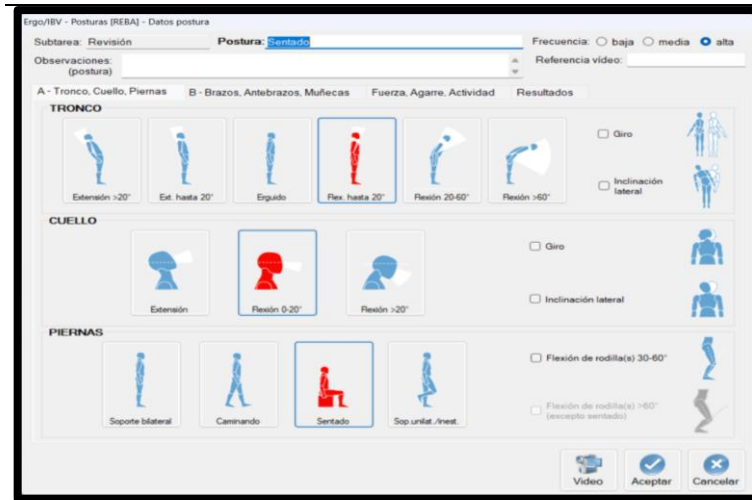 Ergo/IBV - Posturas [REBA] - Datos postura
Subtarea: Revisión Postura: Sentado Frecuencia: baja media alta
Observaciones: Referencia vídeo:
(postura)
A - Tronco, Cuello, Piernas B - Brazos, Antebrazos, Muñecas Fuerza, Agarre, Actividad Resultados
TRONCO
Giro
Inclinación
lateral
Extensión >20° Ext. hasta 20° Erguido Flex. hasta 20° Flexión 20-60° Flexión >60°
CUELLO
Giro
Inclinación lateral
Extensión Flexión 0-20° Flexión >20°
PIERNAS
Flexión de rodilla(s) 30-60°
Flexión de rodilla(s) >60°
(excepto sentado)
Soporte bilateral Caminando Sentado Sop.unilat./inest.
Video Aceptar Cancelar